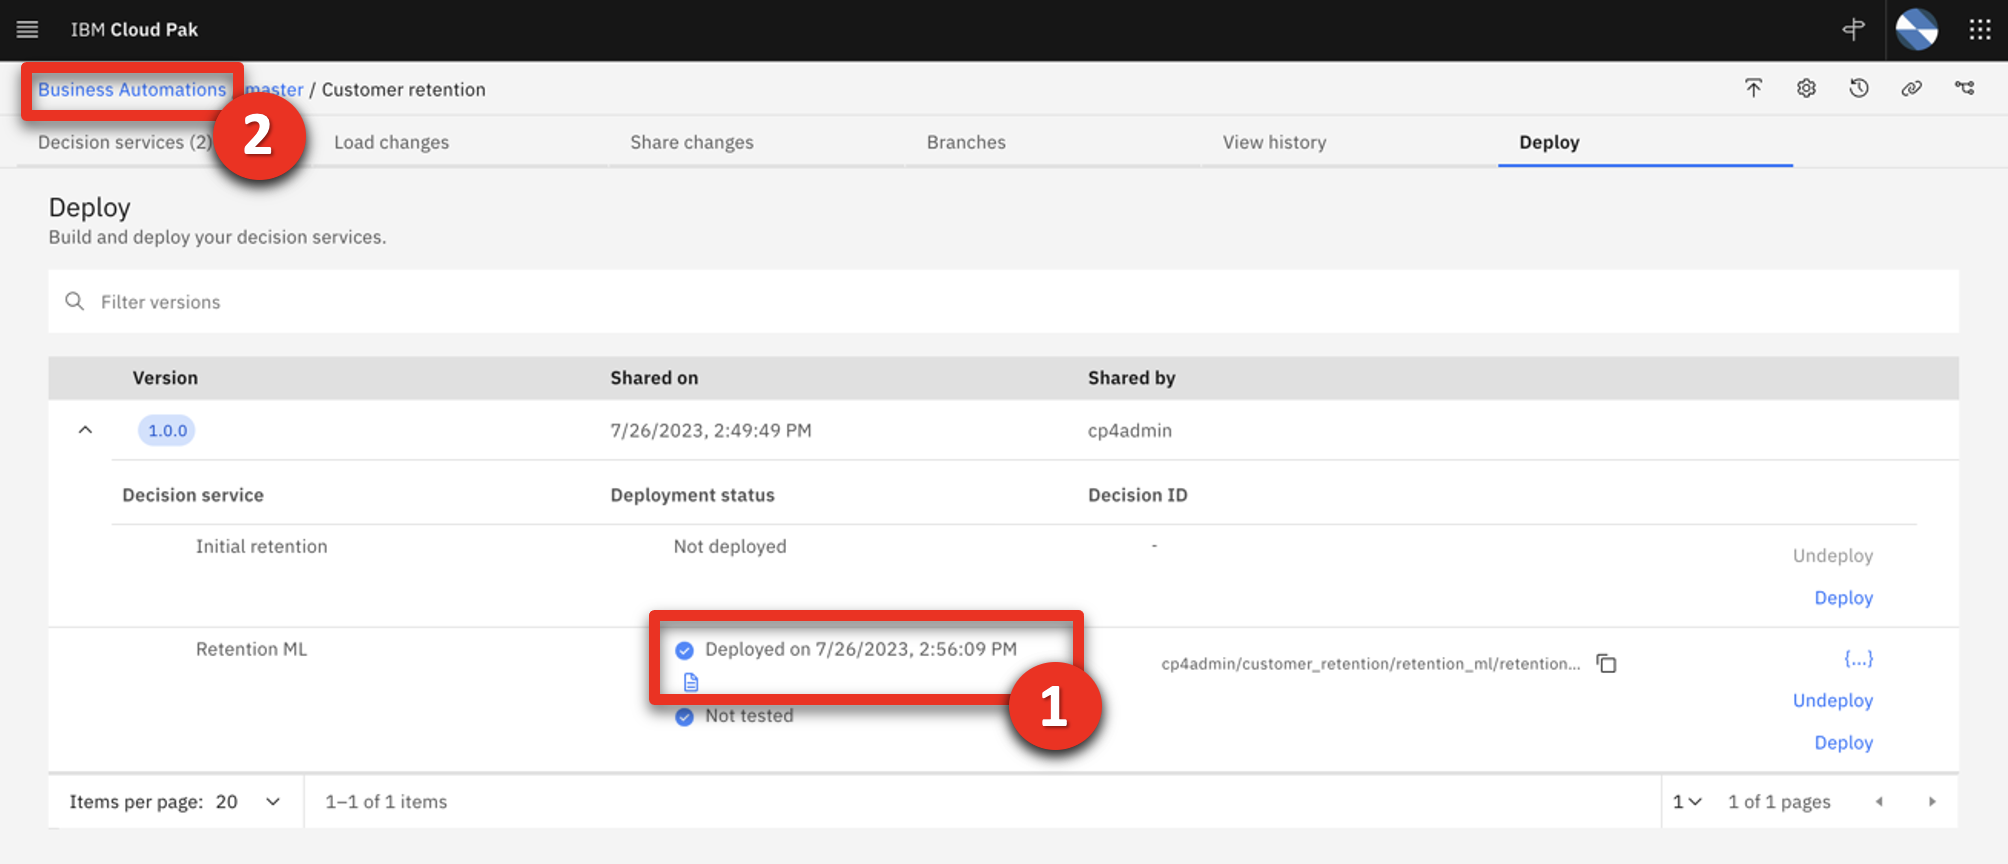 IBM Cloud Pak
Business Automations master / Customer retention
2
Decision services (2) Load changes Share changes Branches View history Deploy
Deploy
Build and deploy your decision services.
Filter versions
Version Shared on Shared by
1.0.0 7/26/2023, 2:49:49 PM cp4admin
Decision service Deployment status Decision ID
Initial retention Not deployed -
Undeploy
Deploy
Retention ML Deployed on 7/26/2023, 2:56:09 PM cp4admin/customer_retention/retention_ml/retention... {...}
1
Not tested
Undeploy
Deploy
Items per page: 20 1–1 of 1 items 1 1 of 1 pages